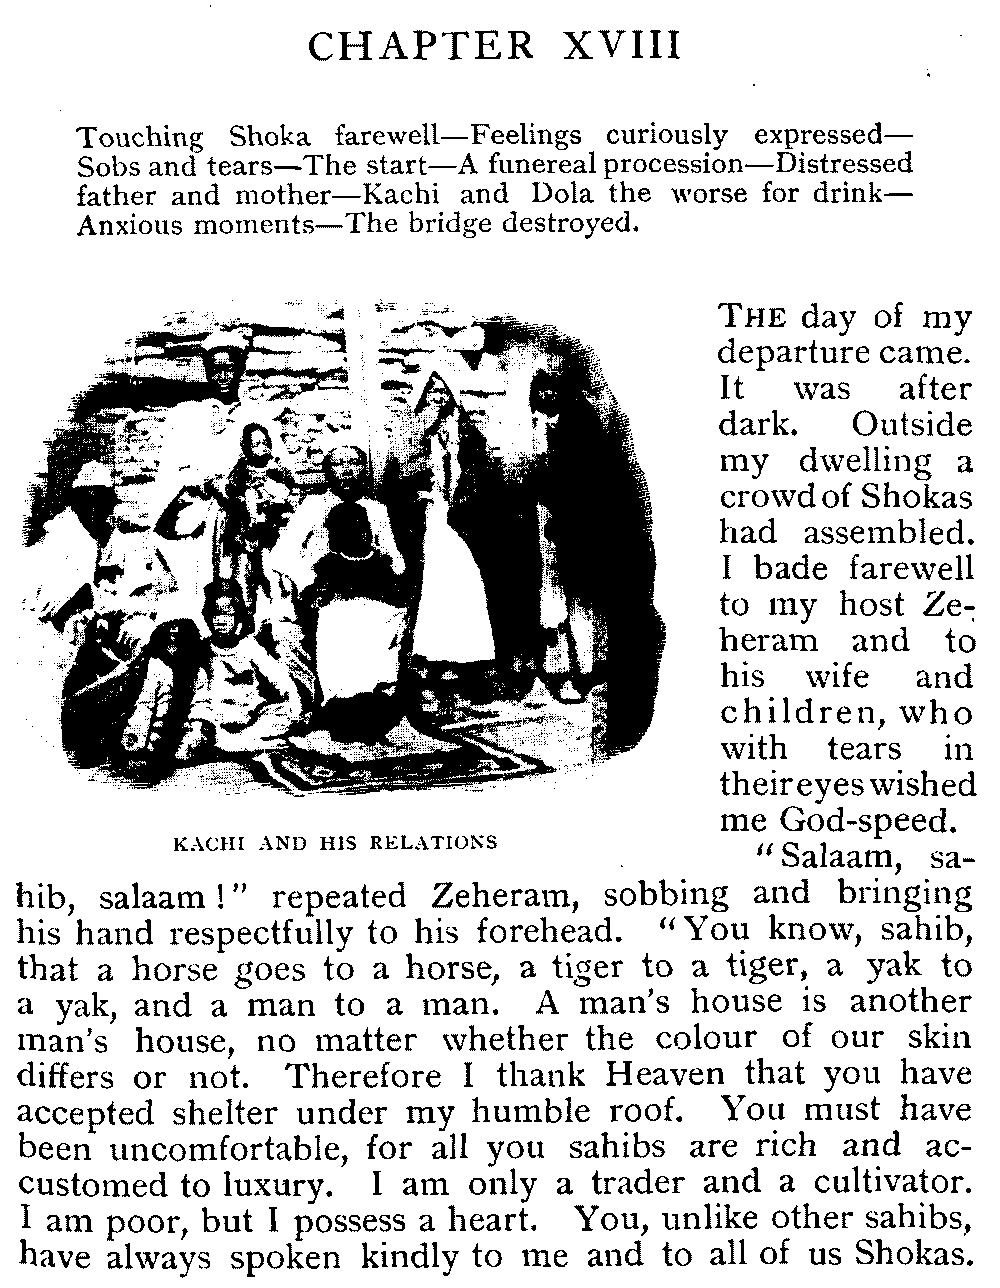 CHAPTER XVIII
Touching Shoka farewell—Feelings curiously expressed—
Sobs and tears—The start—A funereal procession—Distressed
father and mother—Kachi and Dola the worse for drink—
Anxious moments—The bridge destroyed.
THE day of my
departure came.
It was after
dark. Outside
my dwelling a
crowd of Shokas
had assembled.
I bade farewell
to my host Ze-
heram and to
his wife and
children, who
with tears in
their eyes wished
me God-speed.
KACHI AND HIS RELATIONS
"Salaam, sa-
hib, salaam!" repeated Zeheram, sobbing and bringing
his hand respectfully to his forehead. "You know, sahib,
that a horse goes to a horse, a tiger to a tiger, a yak to
a yak, and a man to a man. A man's house is another
man's house, no matter whether the colour of our skin
differs or not. Therefore I thank Heaven that you have
accepted shelter under my humble roof. You must have
been uncomfortable, for all you sahibs are rich and ac-
customed to luxury. I am only a trader and a cultivator.
I am poor, but I possess a heart. You, unlike other sahibs,
have always spoken kindly to me and to all of us Shokas.